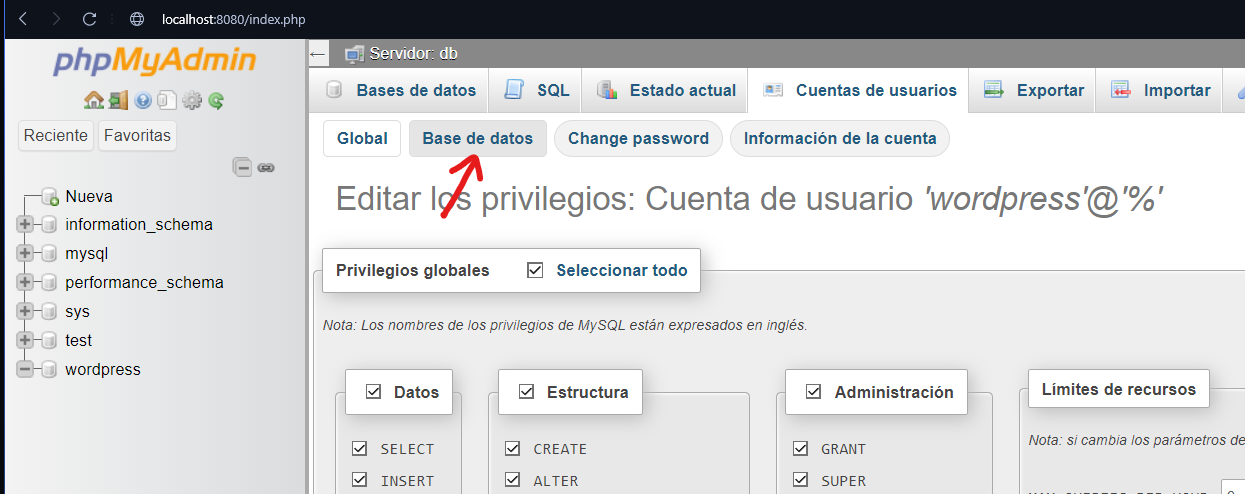 localhost:8080/index.php
phpMyAdmin
Reciente Favoritas
Nueva
information_schema
mysql
performance_schema
sys
test
wordpress
Servidor: db
Bases de datos SQL Estado actual Cuentas de usuarios Exportar Importar
Global Base de datos Change password Información de la cuenta
Editar los privilegios: Cuenta de usuario 'wordpress'@'%'
Privilegios globales Seleccionar todo
Nota: Los nombres de los privilegios de MySQL están expresados en inglés.
Datos Estructura Administración Límites de recursos
SELECT CREATE GRANT Nota: si cambia los parámetros de
INSERT ALTER SUPER